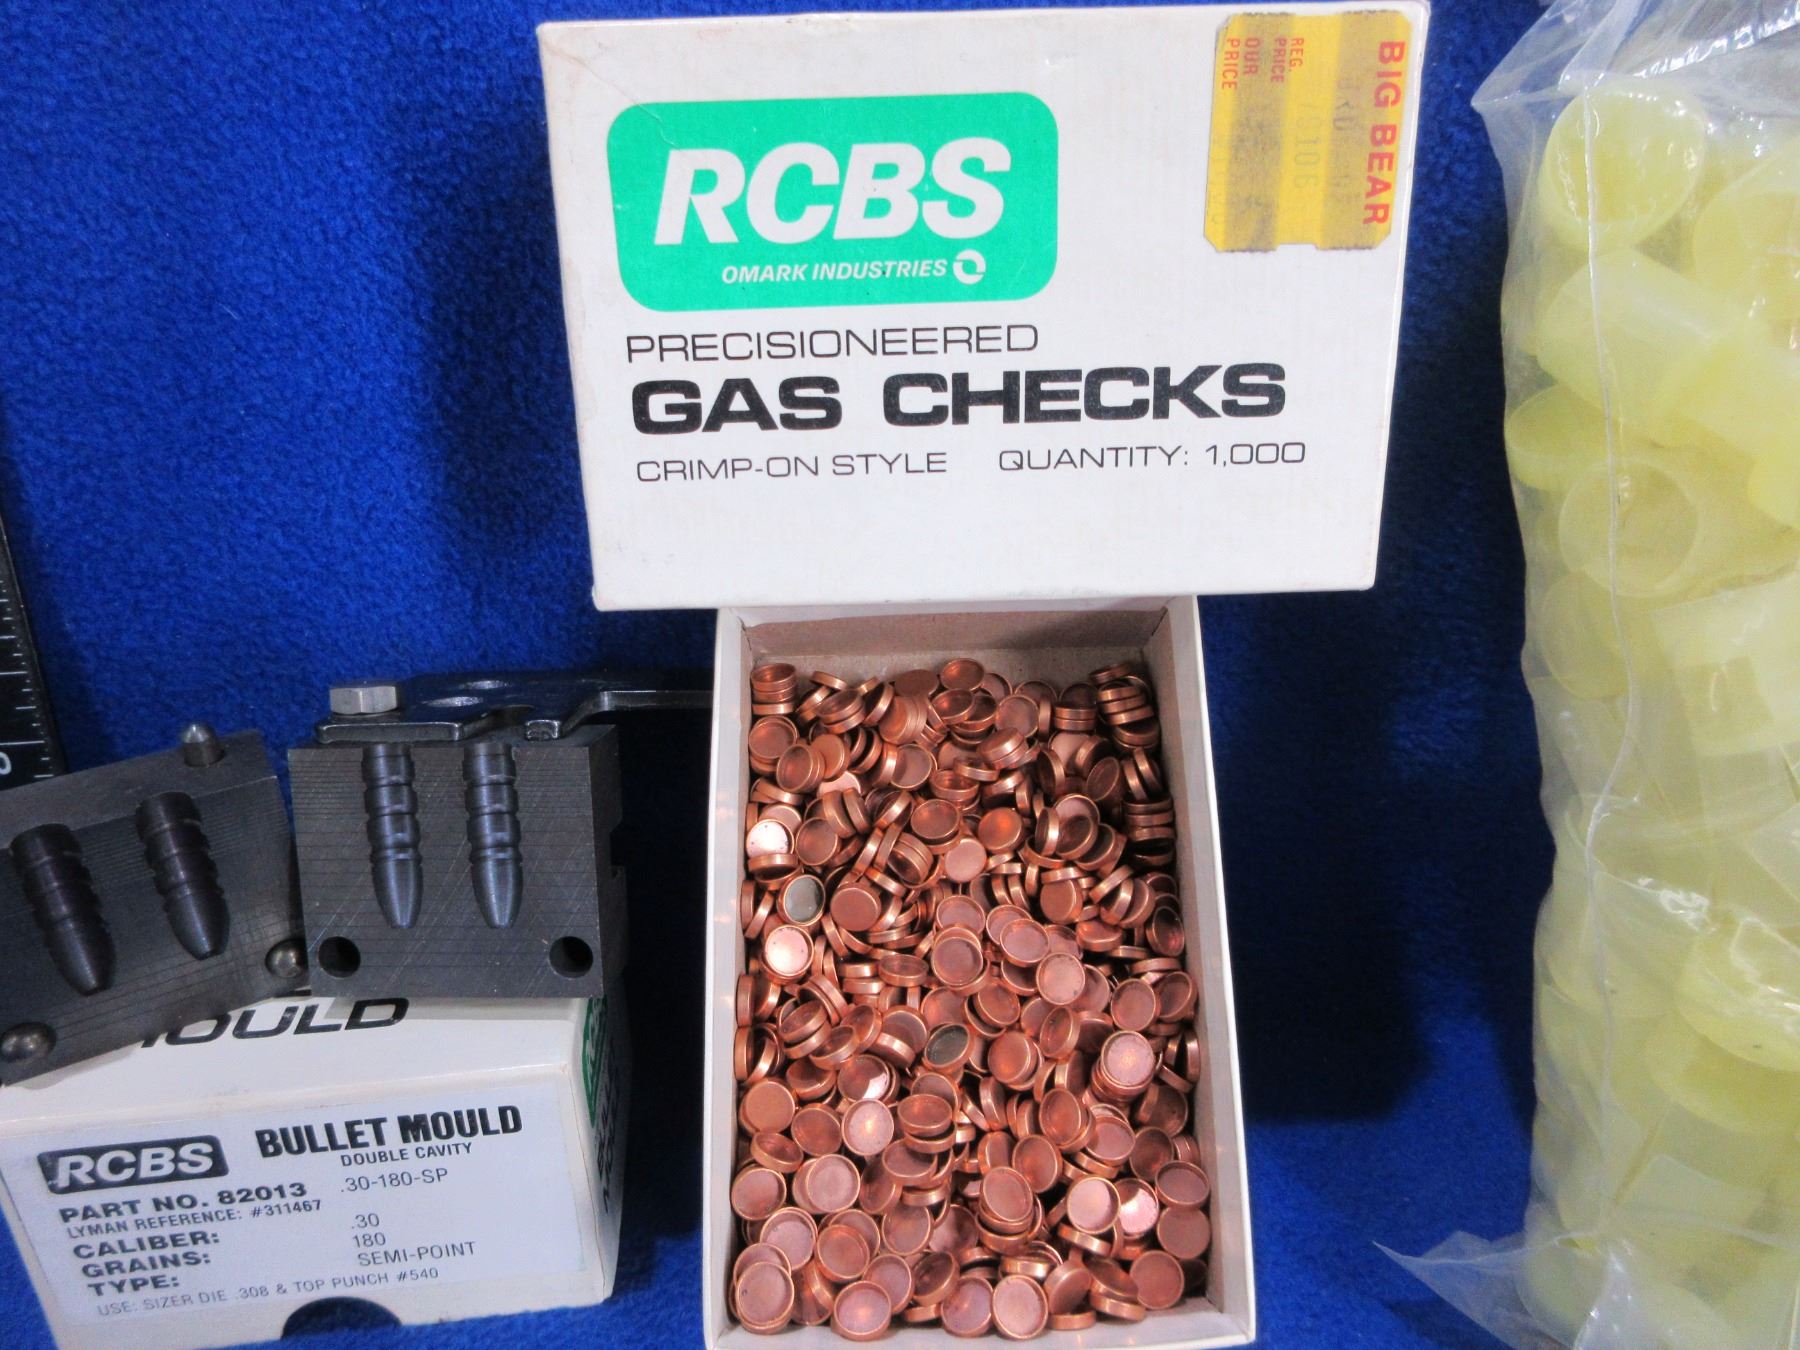 RCBS
OMARK INDUSTRIES
PRECISIONEERED
GAS CHECKS
CRIMP-ON STYLE QUANTITY: 1,000
BIG BEAR
REG.
PRICE
OUR
PRICE
MOULD
RCBS BULLET MOULD
DOUBLE CAVITY
PART NO. 82013 .30-180-SP
LYMAN REFERENCE: #311467
CALIBER: .30
GRAINS: 180
TYPE: SEMI-POINT
USE: SIZER DIE .308 & TOP PUNCH #540